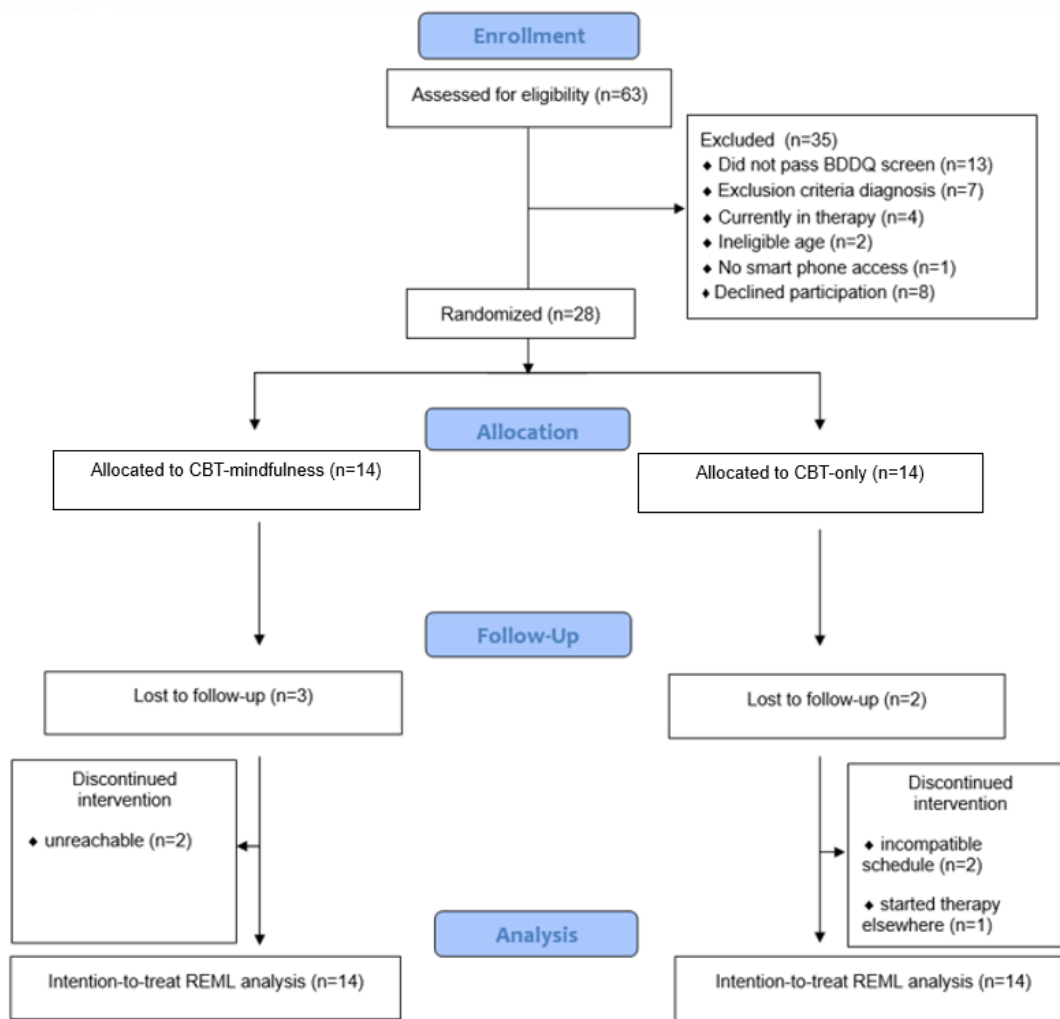 Enrollment
Assessed for eligibility (n=63)
Excluded (n=35)
♦ Did not pass BDDQ screen (n=13)
♦ Exclusion criteria diagnosis (n=7)
♦ Currently in therapy (n=4)
♦ Ineligible age (n=2)
♦ No smart phone access (n=1)
♦ Declined participation (n=8)
Randomized (n=28)
Allocation
Allocated to CBT-mindfulness (n=14)
Allocated to CBT-only (n=14)
Follow-Up
Lost to follow-up (n=3)
Lost to follow-up (n=2)
Discontinued
intervention
♦ unreachable (n=2)
Discontinued
intervention
♦ incompatible
schedule (n=2)
♦ started therapy
elsewhere (n=1)
Analysis
Intention-to-treat REML analysis (n=14)
Intention-to-treat REML analysis (n=14)